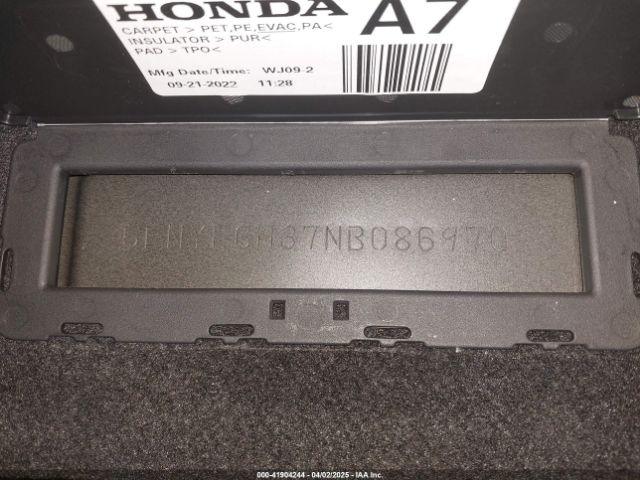 HONDA A7
CARPET > PET,PE,EVAC,PA<
INSULATOR > PUR<
PAD > TPO<
Mfg Date/Time: WJ09-2
09-21-2022 11:28
5FNYF6H37NB086970
000-41904244 - 04/02/2025 - IAA Inc.